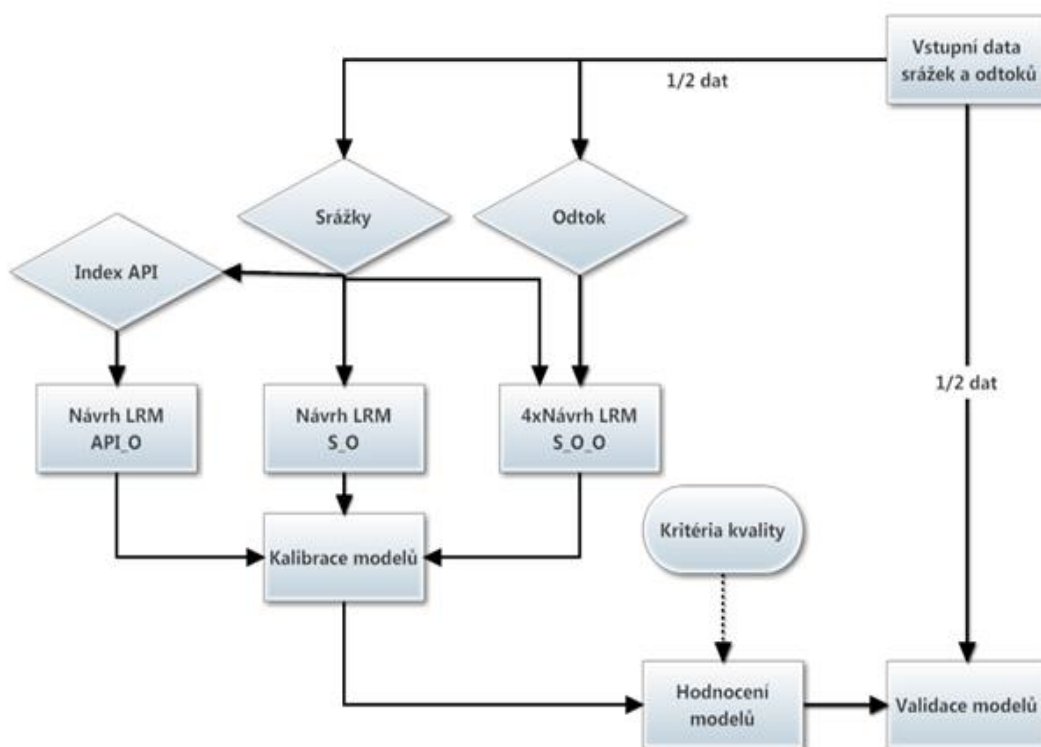 Vstupní data
srážek a odtoků
1/2 dat
Srážky
Odtok
Index API
1/2 dat
Návrh LRM
API_O
Návrh LRM
S_O
4xNávrh LRM
S_O_O
Kritéria kvality
Kalibrace modelů
Hodnocení
modelů
Validace modelů